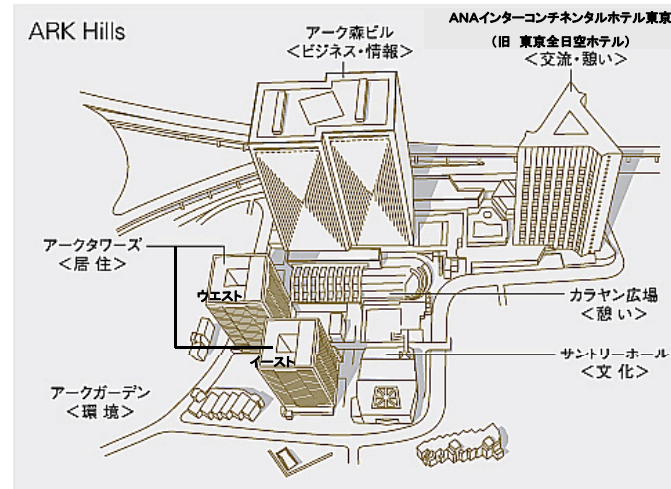 ARK Hills
アーク森ビル
＜ビジネス・情報＞
ANAインターコンチネンタルホテル東京
（旧　東京全日空ホテル）
＜交流・憩い＞
アークタワーズ
＜居 住＞
ウエスト
イースト
カラヤン広場
＜憩 い＞
サントリーホール
＜文 化＞
アークガーデン
＜環 境＞